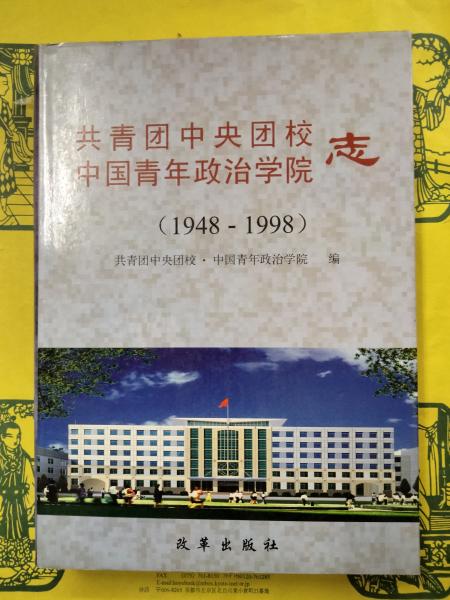 共青团中央团校
中国青年政治学院
志
（1948 - 1998）
共青团中央团校 · 中国青年政治学院 编
改革出版社
FAX